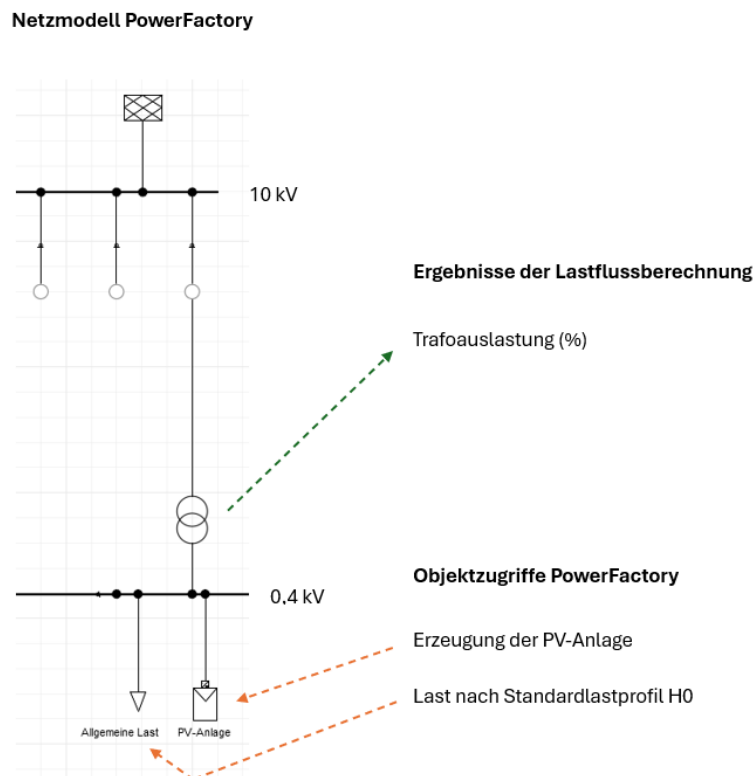 Netzmodell PowerFactory
10 kV
Ergebnisse der Lastflussberechnung
Trafoauslastung (%)
Objektzugriffe PowerFactory
0,4 kV
Erzeugung der PV-Anlage
Last nach Standardlastprofil H0
Allgemeine Last
PV-Anlage